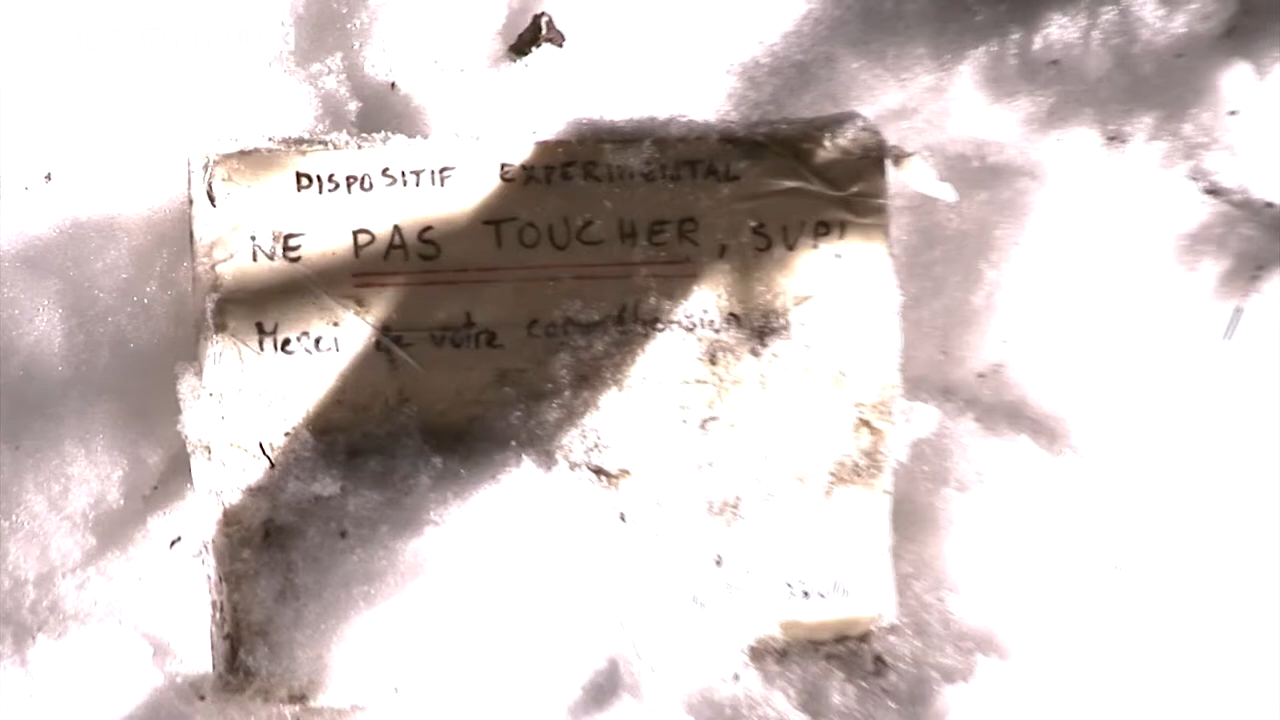 DISPOSITIF EXPERIMENTAL
NE PAS TOUCHER, SVP!
Merci de votre compréhension